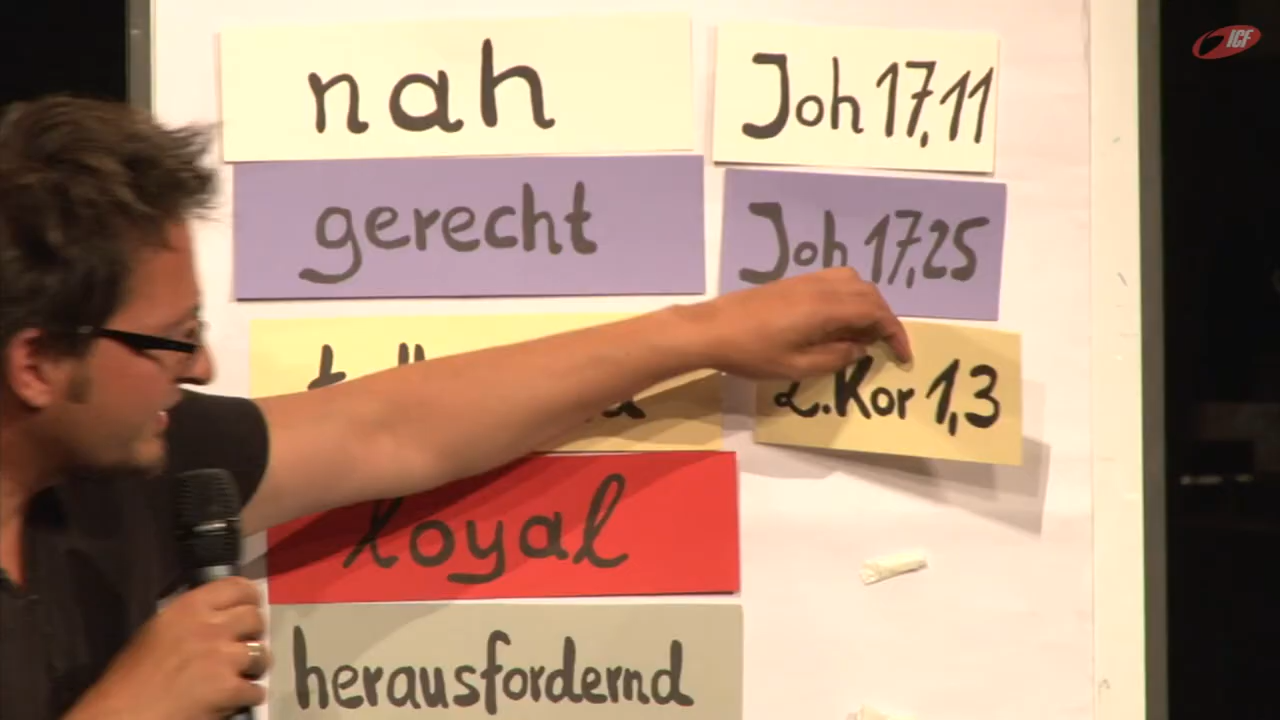 ICF
nah Joh 17,11
gerecht Joh 17,25
2.Kor 1,3
loyal
herausfordernd